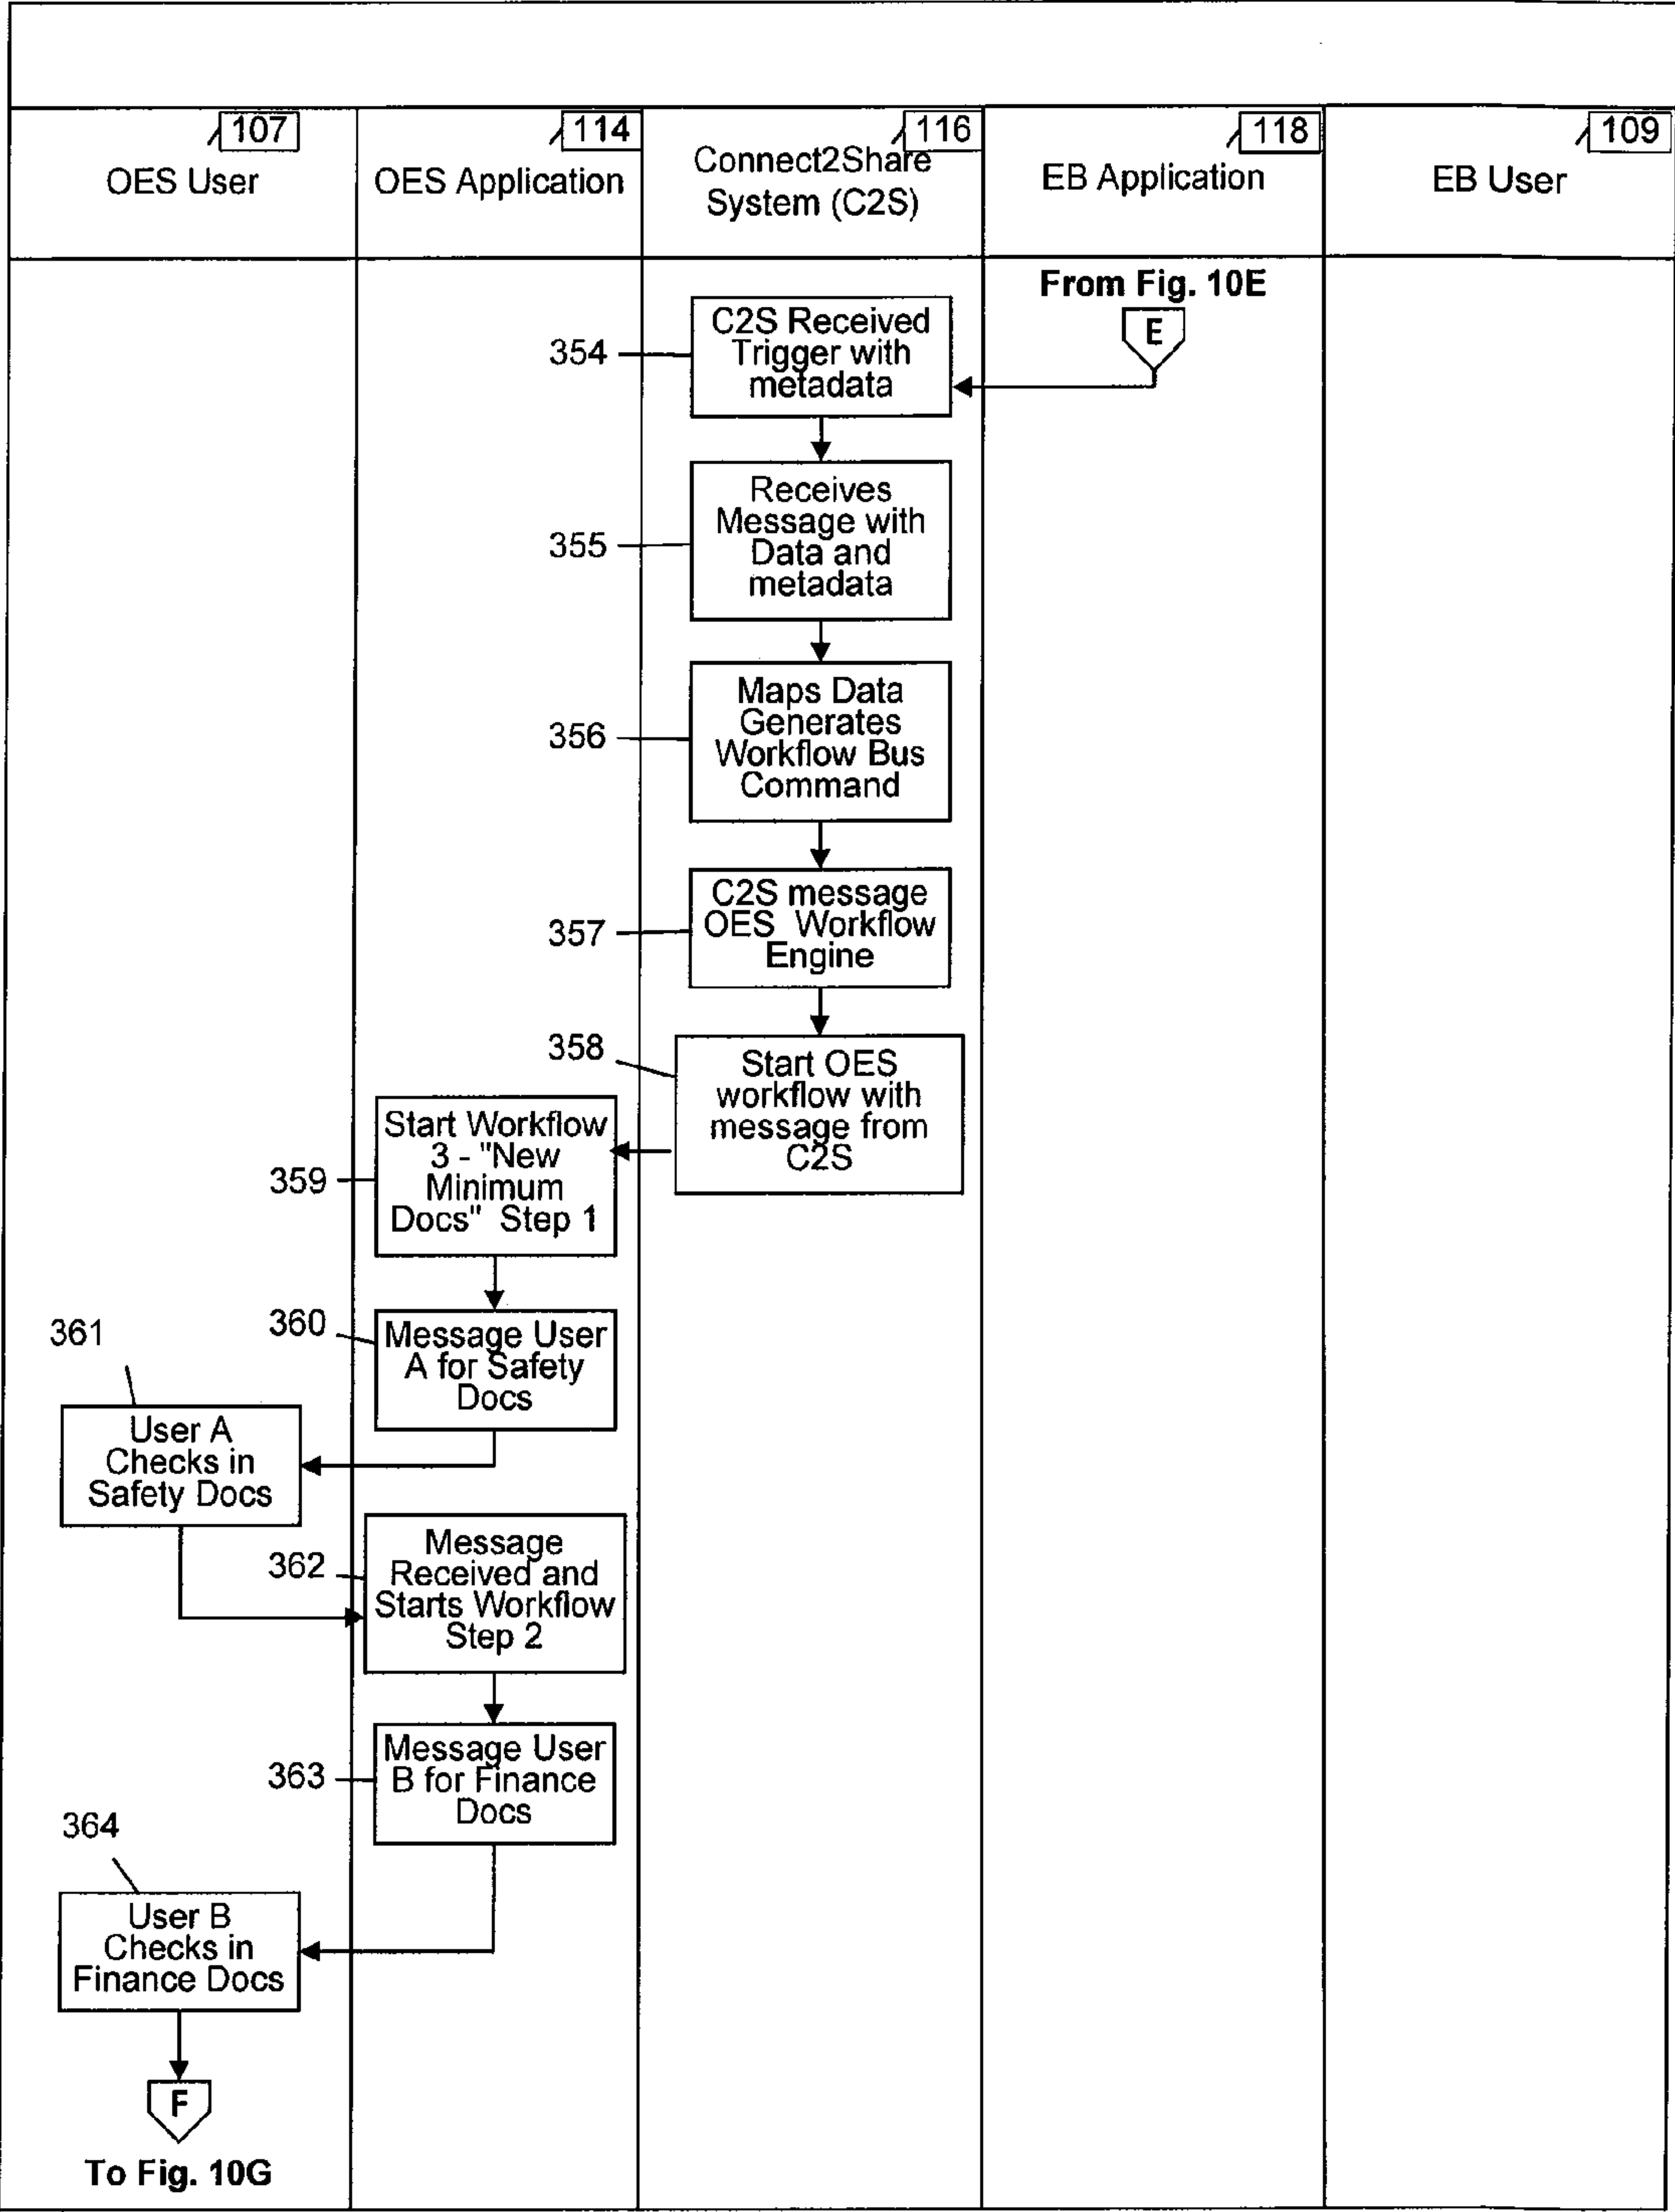 107
OES User
114
OES Application
116
Connect2Share
System (C2S)
118
EB Application
109
EB User
From Fig. 10E
E
354
C2S Received
Trigger with
metadata
355
Receives
Message with
Data and
metadata
356
Maps Data
Generates
Workflow Bus
Command
357
C2S message
OES Workflow
Engine
358
Start OES
workflow with
message from
C2S
359
Start Workflow
3 - "New
Minimum
Docs" Step 1
360
Message User
A for Safety
Docs
361
User A
Checks in
Safety Docs
362
Message
Received and
Starts Workflow
Step 2
363
Message User
B for Finance
Docs
364
User B
Checks in
Finance Docs
F
To Fig. 10G